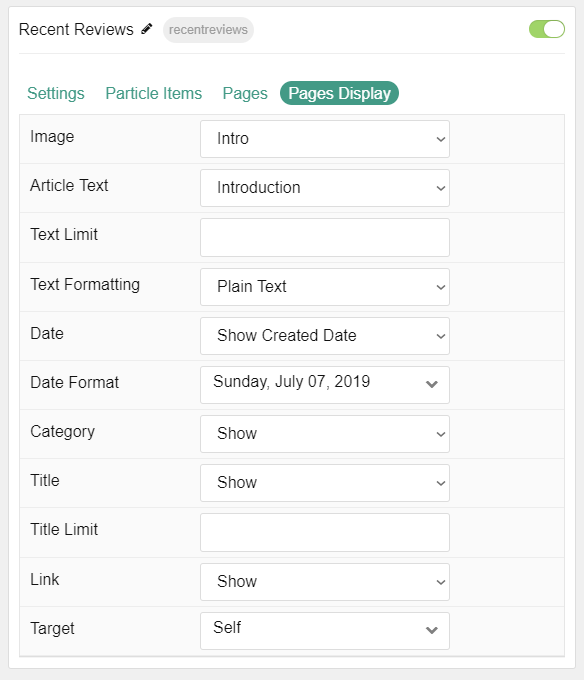 Recent Reviews recentreviews
Settings Particle Items Pages Pages Display
Image Intro
Article Text Introduction
Text Limit
Text Formatting Plain Text
Date Show Created Date
Date Format Sunday, July 07, 2019
Category Show
Title Show
Title Limit
Link Show
Target Self